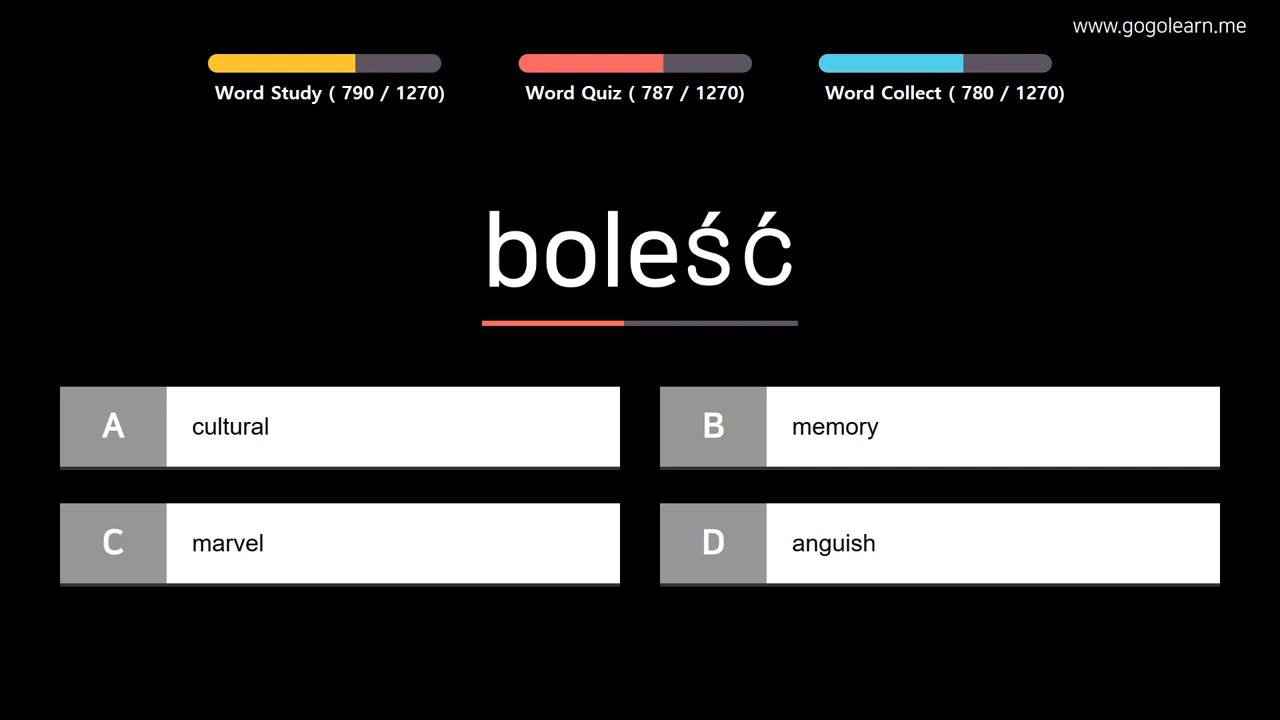 www.gogolearn.me
Word Study ( 790 / 1270)
Word Quiz ( 787 / 1270)
Word Collect ( 780 / 1270)
boleść
A cultural
B memory
C marvel
D anguish